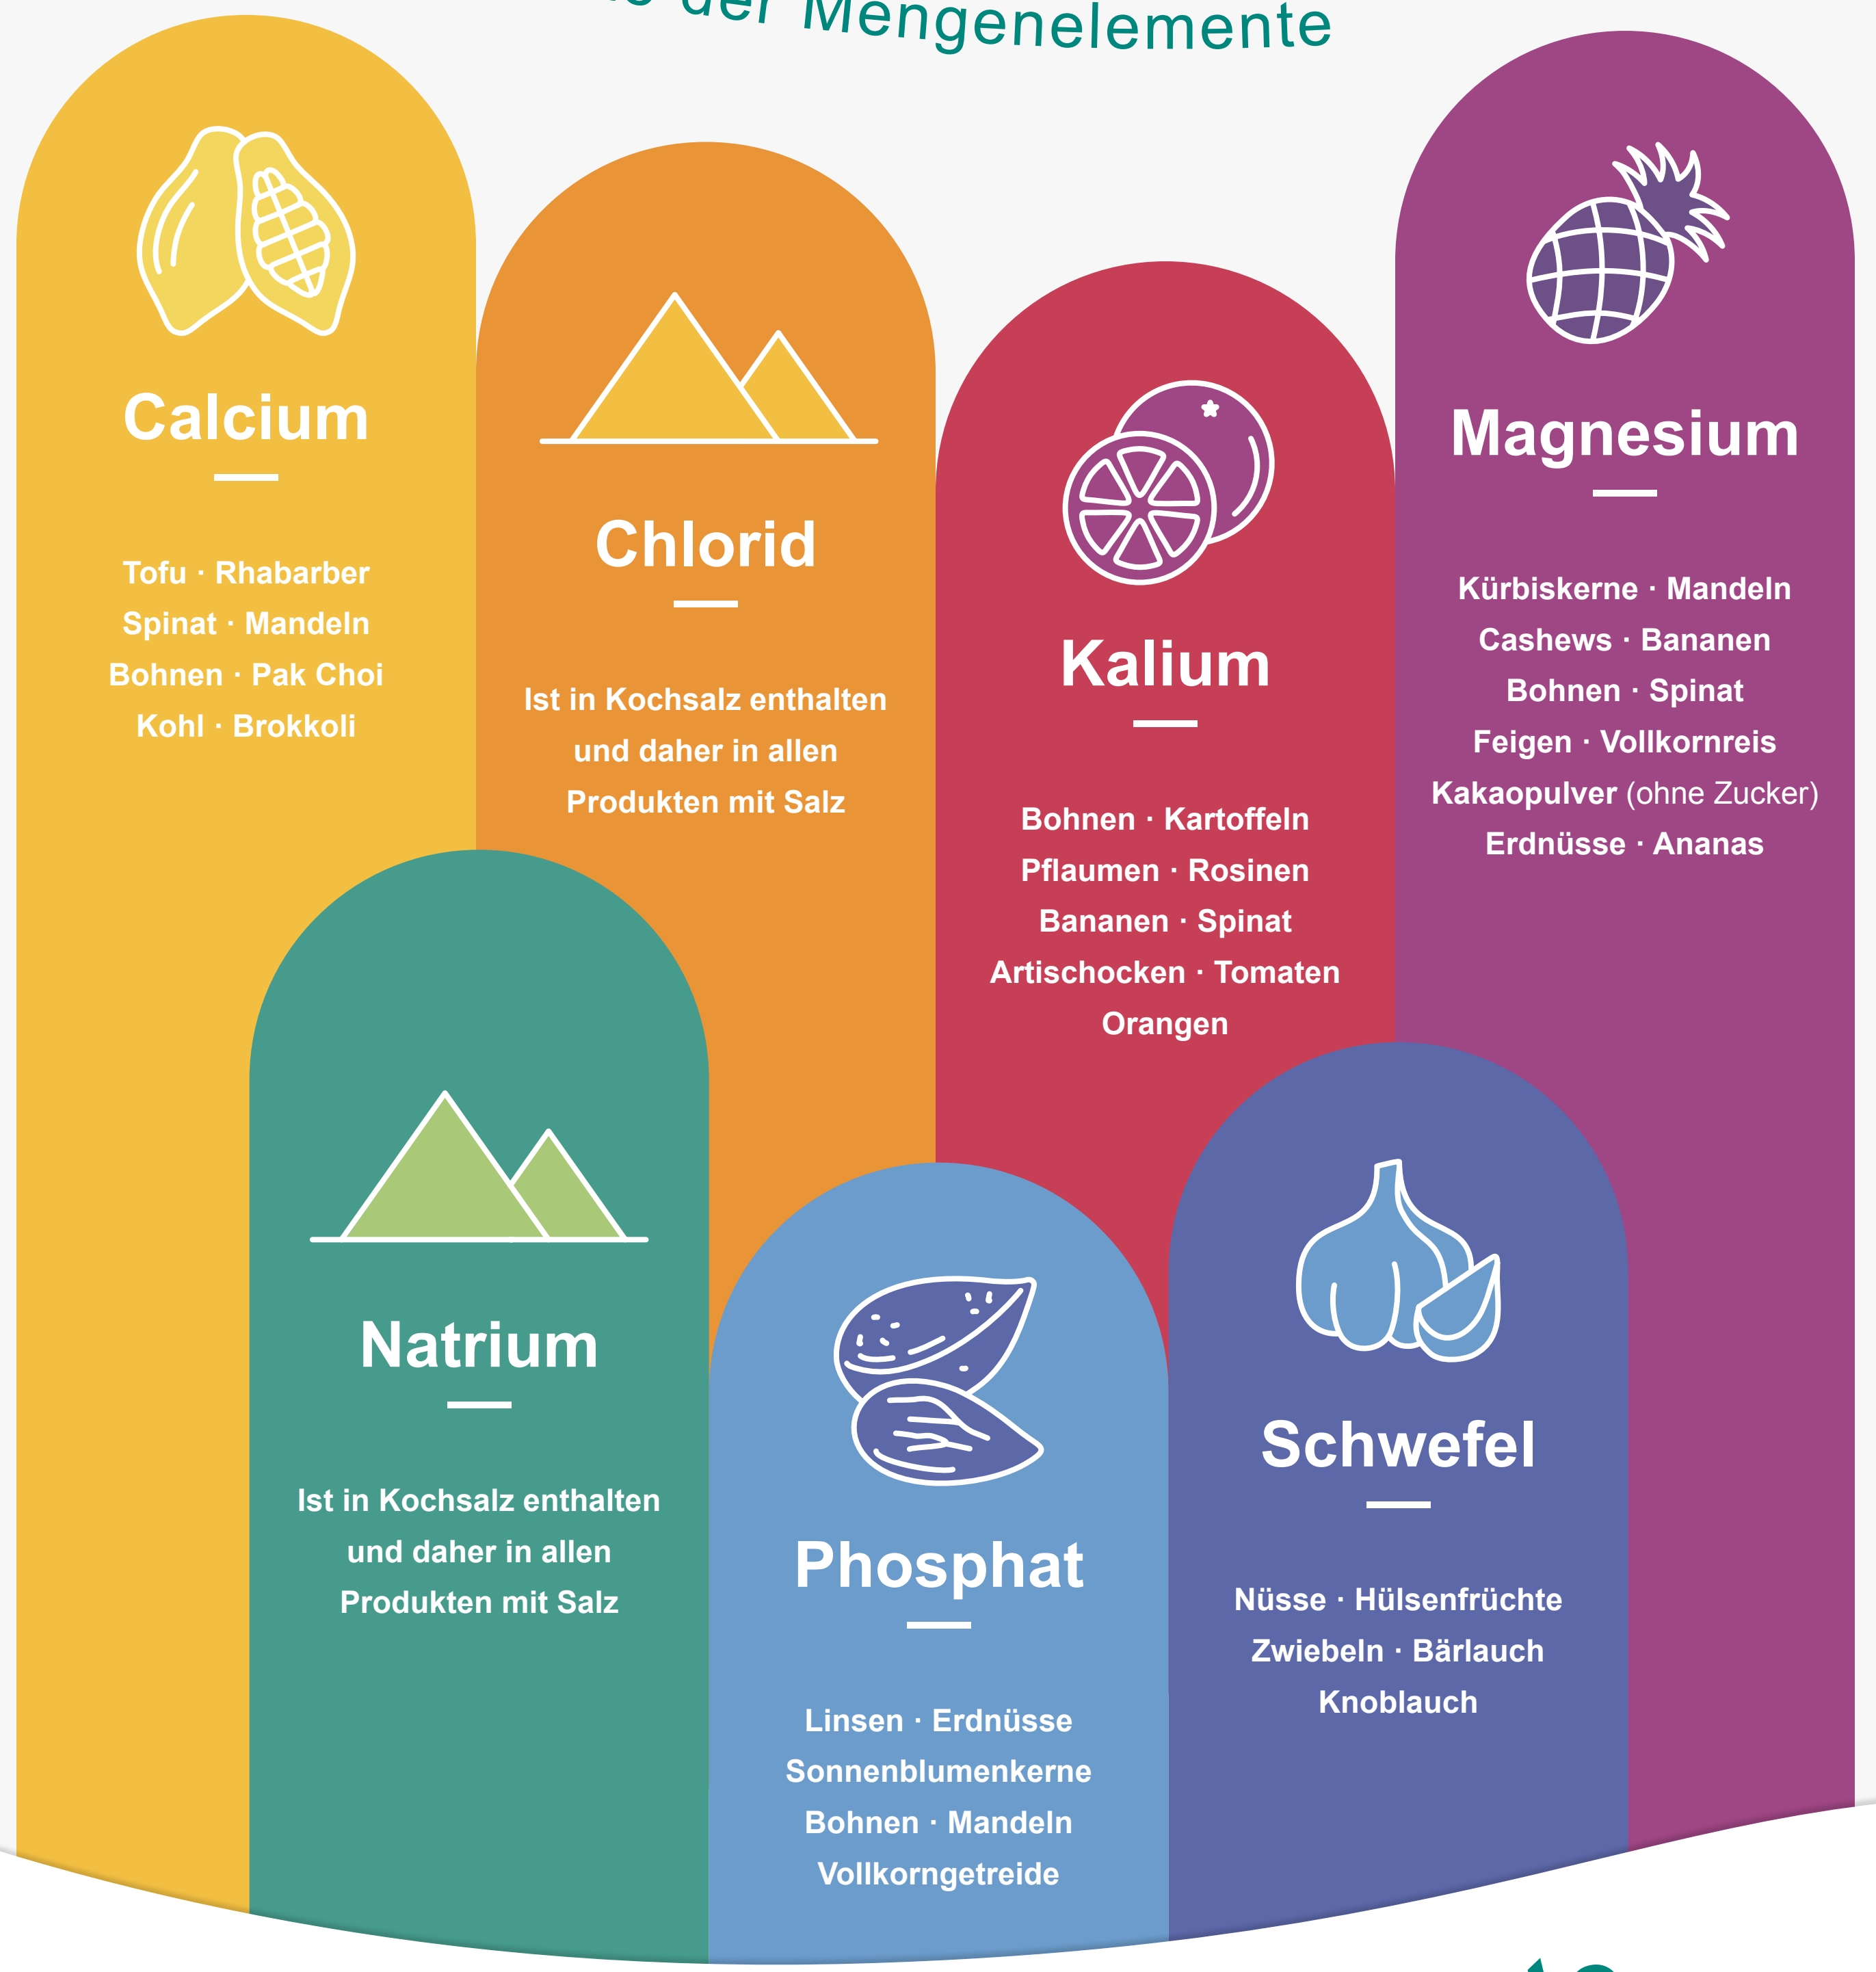 der Mengenelemente
Calcium
Tofu · Rhabarber
Spinat · Mandeln
Bohnen · Pak Choi
Kohl · Brokkoli
Chlorid
Ist in Kochsalz enthalten
und daher in allen
Produkten mit Salz
Kalium
Bohnen · Kartoffeln
Pflaumen · Rosinen
Bananen · Spinat
Artischocken · Tomaten
Orangen
Magnesium
Kürbiskerne · Mandeln
Cashews · Bananen
Bohnen · Spinat
Feigen · Vollkornreis
Kakaopulver (ohne Zucker)
Erdnüsse · Ananas
Natrium
Ist in Kochsalz enthalten
und daher in allen
Produkten mit Salz
Phosphat
Linsen · Erdnüsse
Sonnenblumenkerne
Bohnen · Mandeln
Vollkorngetreide
Schwefel
Nüsse · Hülsenfrüchte
Zwiebeln · Bärlauch
Knoblauch